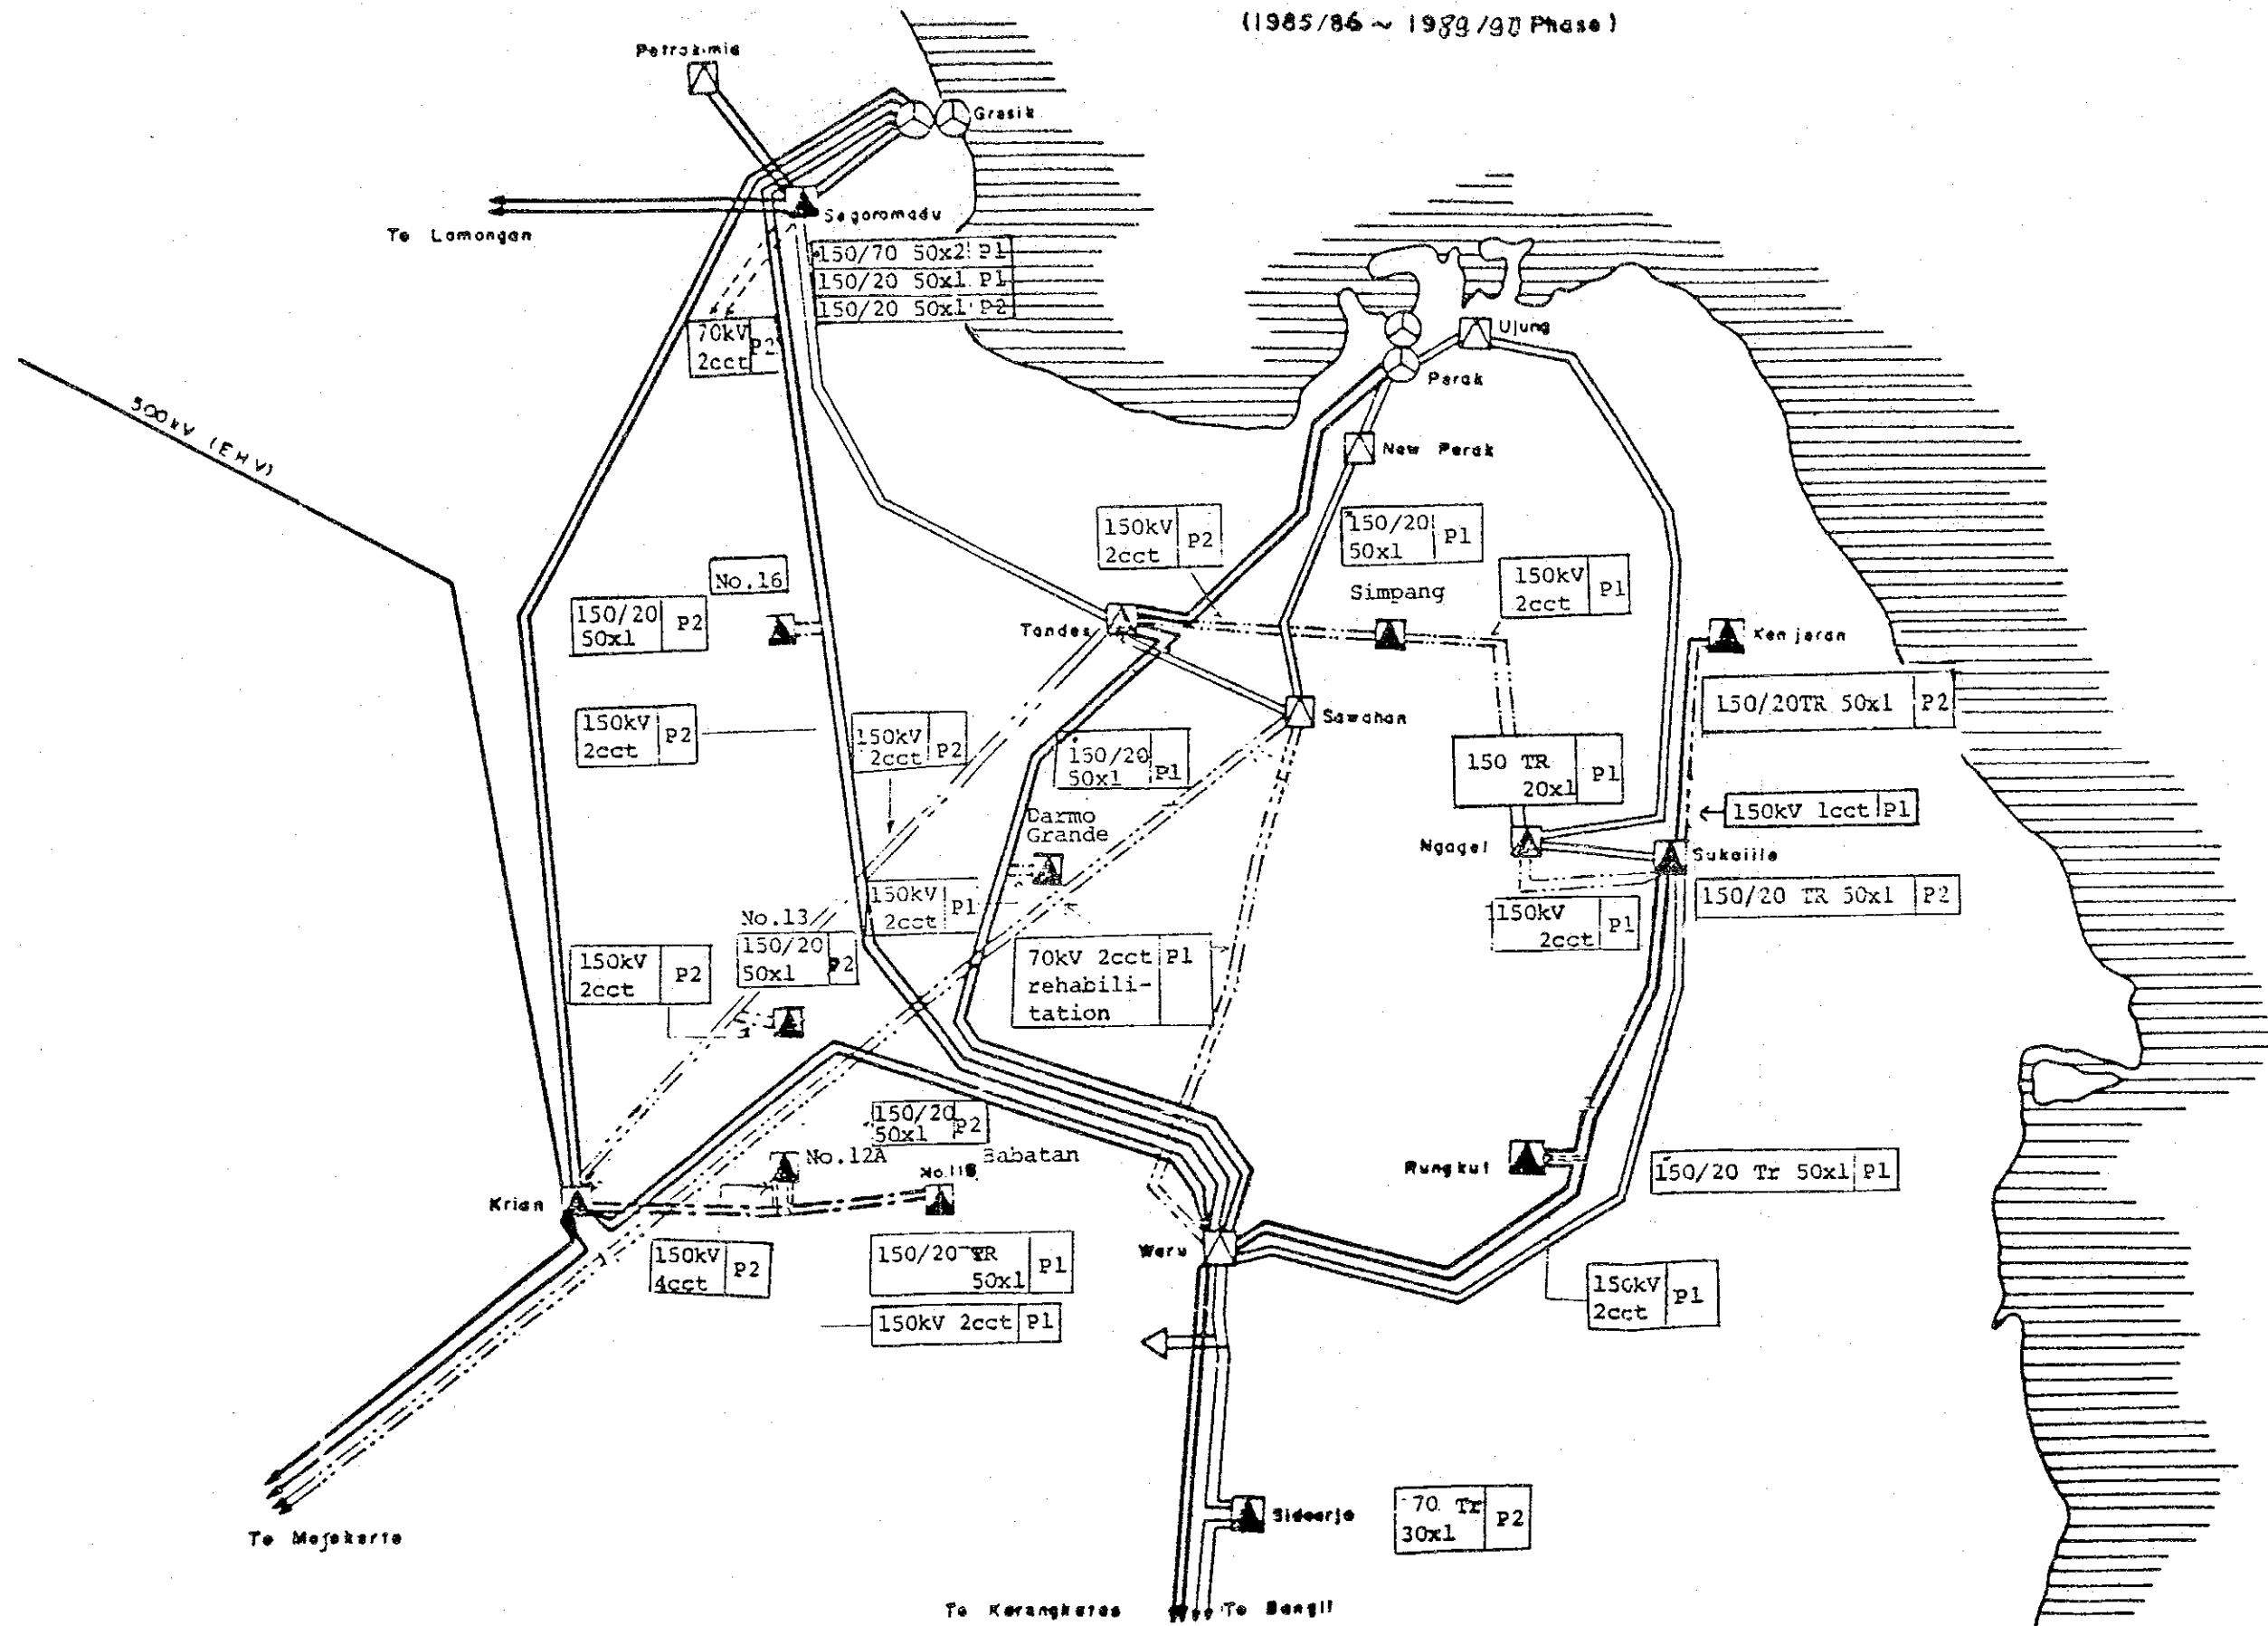 (1985/86 ~ 1989/90 Phase)
Petrokimia
Grasik
Segoromadu
To Lamongan
150/70 50x2 P1
150/20 50x1 P1
150/20 50x1 P2
70kV
2cct
P2
500kV (EHV)
Ujung
Perak
New Perak
150kV
2cct
P2
150/20
50x1
P1
Simpang
150kV
2cct
P1
No.16
150/20
50x1
P2
Tandes
Kenjeran
150/20TR 50x1 P2
Sawahan
150kV
2cct
P2
150kV
2cct
P2
150/20
50x1
P1
150 TR
20x1
P1
150kV 1cct P1
Darmo
Grande
Ngagel
Sukolilo
150/20 TR 50x1 P2
150kV
2cct
P1
150kV
2cct
P1
No.13
150/20
50x1
P2
150kV
2cct
P2
70kV 2cct P1
rehabili-
tation
150/20
50x1
P2
No.12A
Babatan
No.11B
Krian
Rungkut
150/20 Tr 50x1 P1
Waru
150kV
4cct
P2
150/20 TR
50x1
P1
150kV 2cct P1
150kV
2cct
P1
Sidoarjo
70 Tr
30x1
P2
To Mojokerto
To Karangkates
To Bangil